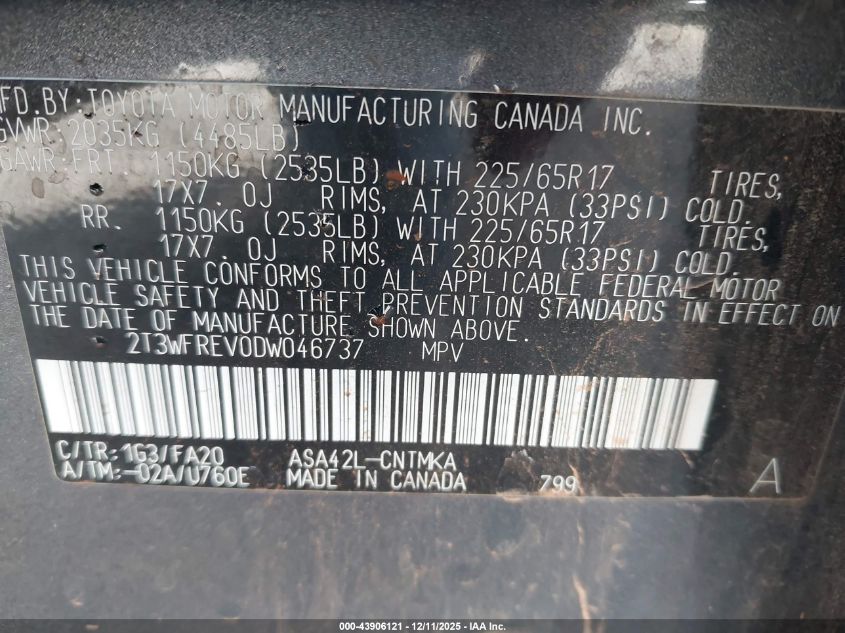 MFD.BY:TOYOTA MOTOR MANUFACTURING CANADA INC.
GVWR:2035KG (4485LB)
GAWR:FRT. 1150KG (2535LB) WITH 225/65R17 TIRES,
17X7.0J RIMS, AT 230KPA (33PSI) COLD.
RR. 1150KG (2535LB) WITH 225/65R17 TIRES,
17X7.0J RIMS, AT 230KPA (33PSI) COLD.
THIS VEHICLE CONFORMS TO ALL APPLICABLE FEDERAL MOTOR
VEHICLE SAFETY AND THEFT PREVENTION STANDARDS IN EFFECT ON
THE DATE OF MANUFACTURE SHOWN ABOVE.
2T3WFREV0DW046737 MPV
C/TR:1G3/FA20 ASA42L-CNTMKA
A/TM:-02A/U760E MADE IN CANADA 799 A
000-43906121 - 12/11/2025 - IAA Inc.